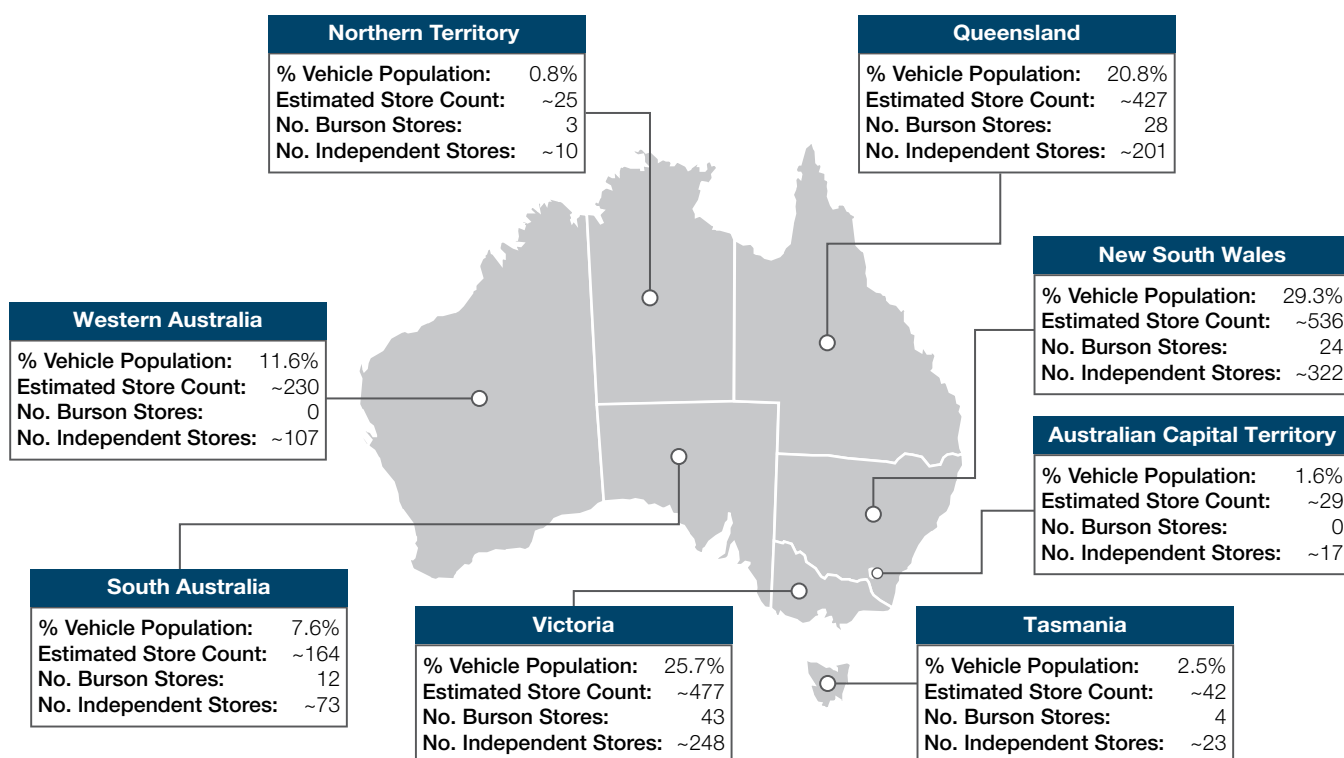 Northern Territory
% Vehicle Population: 0.8%
Estimated Store Count: ~25
No. Burson Stores: 3
No. Independent Stores: ~10
Queensland
% Vehicle Population: 20.8%
Estimated Store Count: ~427
No. Burson Stores: 28
No. Independent Stores: ~201
New South Wales
% Vehicle Population: 29.3%
Estimated Store Count: ~536
No. Burson Stores: 24
No. Independent Stores: ~322
Western Australia
% Vehicle Population: 11.6%
Estimated Store Count: ~230
No. Burson Stores: 0
No. Independent Stores: ~107
Australian Capital Territory
% Vehicle Population: 1.6%
Estimated Store Count: ~29
No. Burson Stores: 0
No. Independent Stores: ~17
South Australia
% Vehicle Population: 7.6%
Estimated Store Count: ~164
No. Burson Stores: 12
No. Independent Stores: ~73
Victoria
% Vehicle Population: 25.7%
Estimated Store Count: ~477
No. Burson Stores: 43
No. Independent Stores: ~248
Tasmania
% Vehicle Population: 2.5%
Estimated Store Count: ~42
No. Burson Stores: 4
No. Independent Stores: ~23